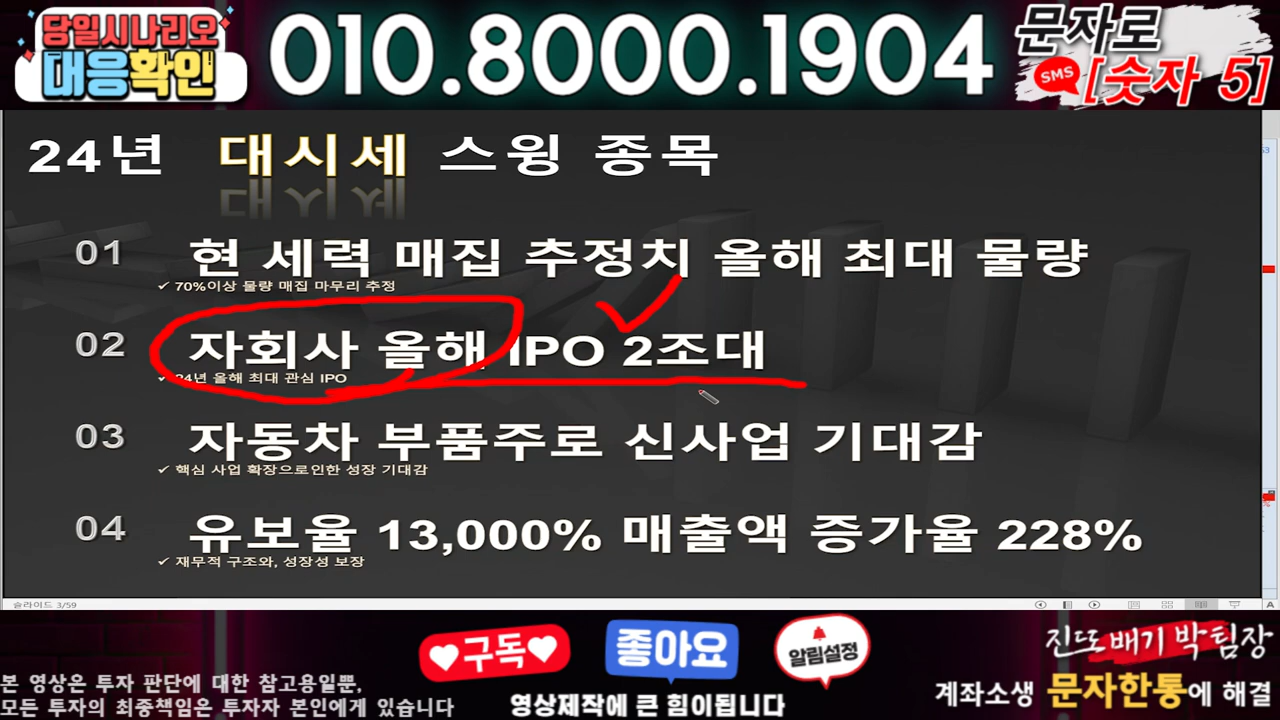 당일시나리오
대응확인
010.8000.1904
문자로
SMS
[숫자 5]
24년 대시세 스윙 종목
01 현 세력 매집 추정치 올해 최대 물량
✓ 70%이상 물량 매집 마무리 추정
02 자회사 올해 IPO 2조대
✓ 24년 올해 최대 관심 IPO
03 자동차 부품주로 신사업 기대감
✓ 핵심 사업 확장으로인한 성장 기대감
04 유보율 13,000% 매출액 증가율 228%
✓ 재무적 구조와, 성장성 보장
슬라이드 3/59
구독
좋아요
알림설정
영상제작에 큰 힘이됩니다
본 영상은 투자 판단에 대한 참고용일뿐,
모든 투자의 최종책임은 투자자 본인에게 있습니다
진또배기 박팀장
계좌소생 문자한통에 해결